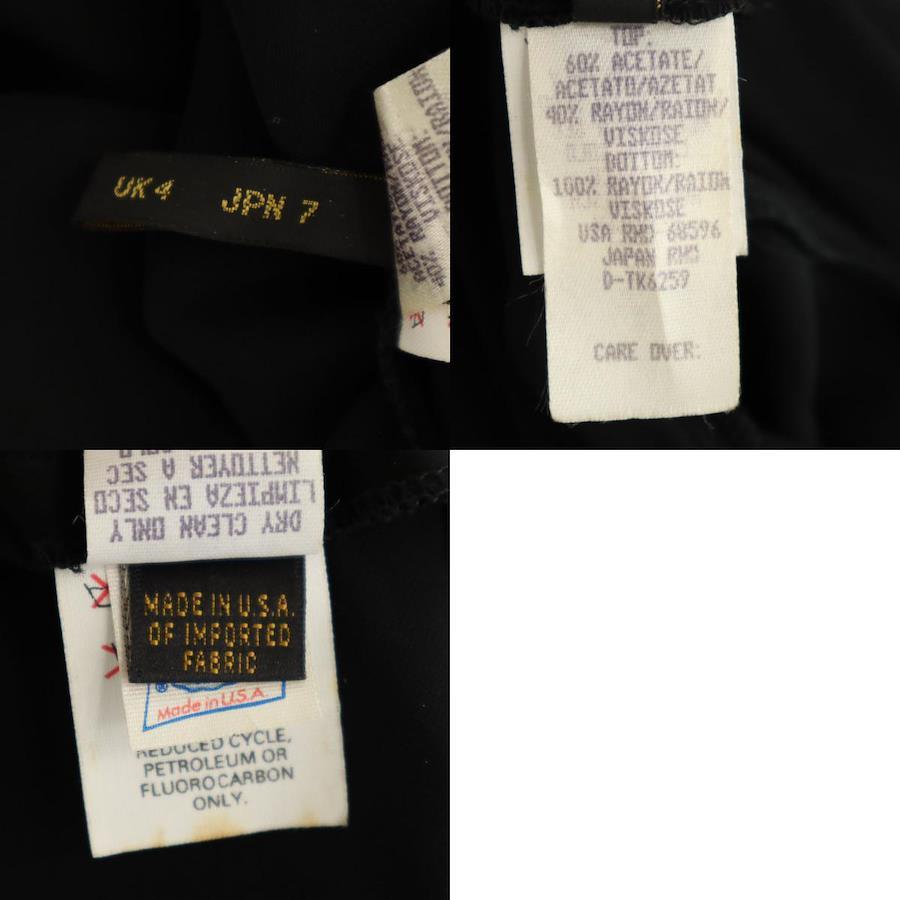 UK 4 JPN 7
TOP:
60% ACETATE/
ACETATO/AZETAT
40% RAYON/RAION/
VISKOSE
BOTTOM:
100% RAYON/RAION
VISKOSE
USA RN© 68596
JAPAN RN©
D-TK6259
CARE OVER:
DRY CLEAN ONLY
LIMPIEZA EN SECO
NETTOYER A SEC
MADE IN U.S.A.
OF IMPORTED
FABRIC
®
Made in U.S.A.
REDUCED CYCLE,
PETROLEUM OR
FLUOROCARBON
ONLY.